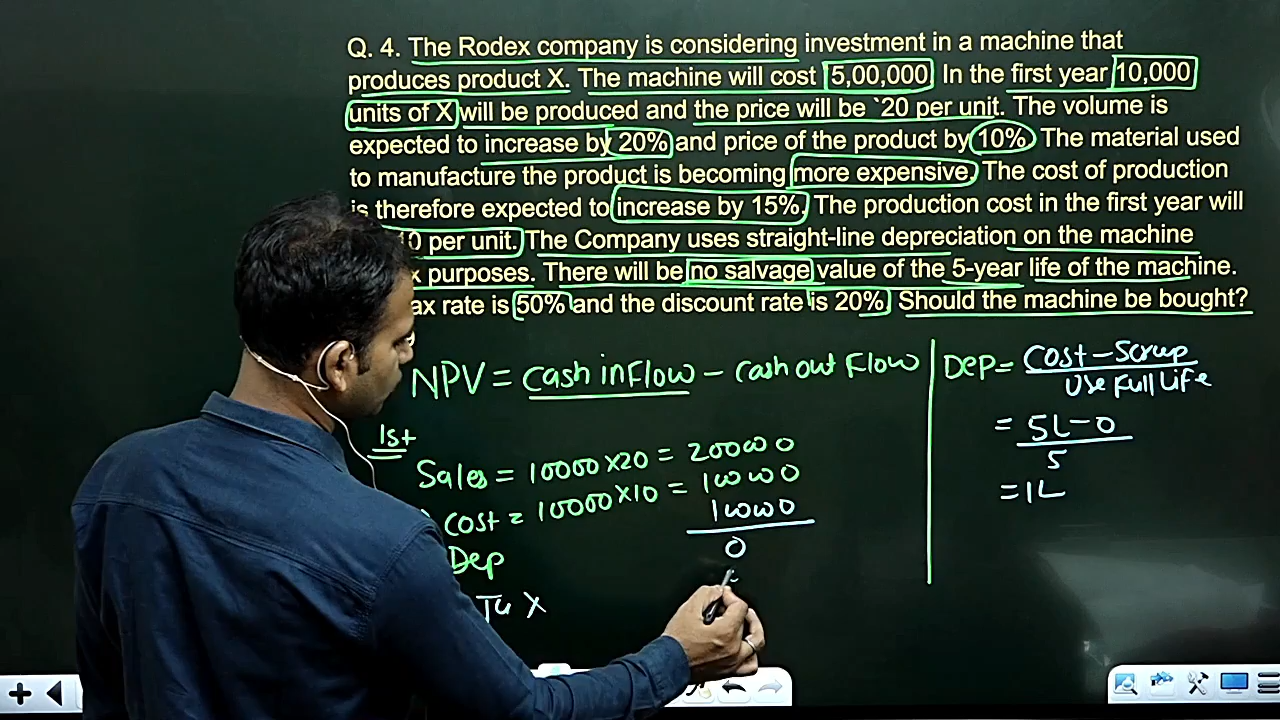 Q. 4. The Rodex company is considering investment in a machine that
produces product X. The machine will cost 5,00,000 In the first year 10,000
units of X will be produced and the price will be `20 per unit. The volume is
expected to increase by 20% and price of the product by 10%. The material used
to manufacture the product is becoming more expensive. The cost of production
is therefore expected to increase by 15%. The production cost in the first year will
10 per unit. The Company uses straight-line depreciation on the machine
purposes. There will be no salvage value of the 5-year life of the machine.
ax rate is 50% and the discount rate is 20%. Should the machine be bought?
NPV = Cash inflow - cash out Flow
1st
Sales = 10000×20 = 200000
Cost = 10000×10 = 100000
Dep 100000
0
Tax
Dep = Cost - Scrap
Use Full Life
= 5L - 0
5
= 1L